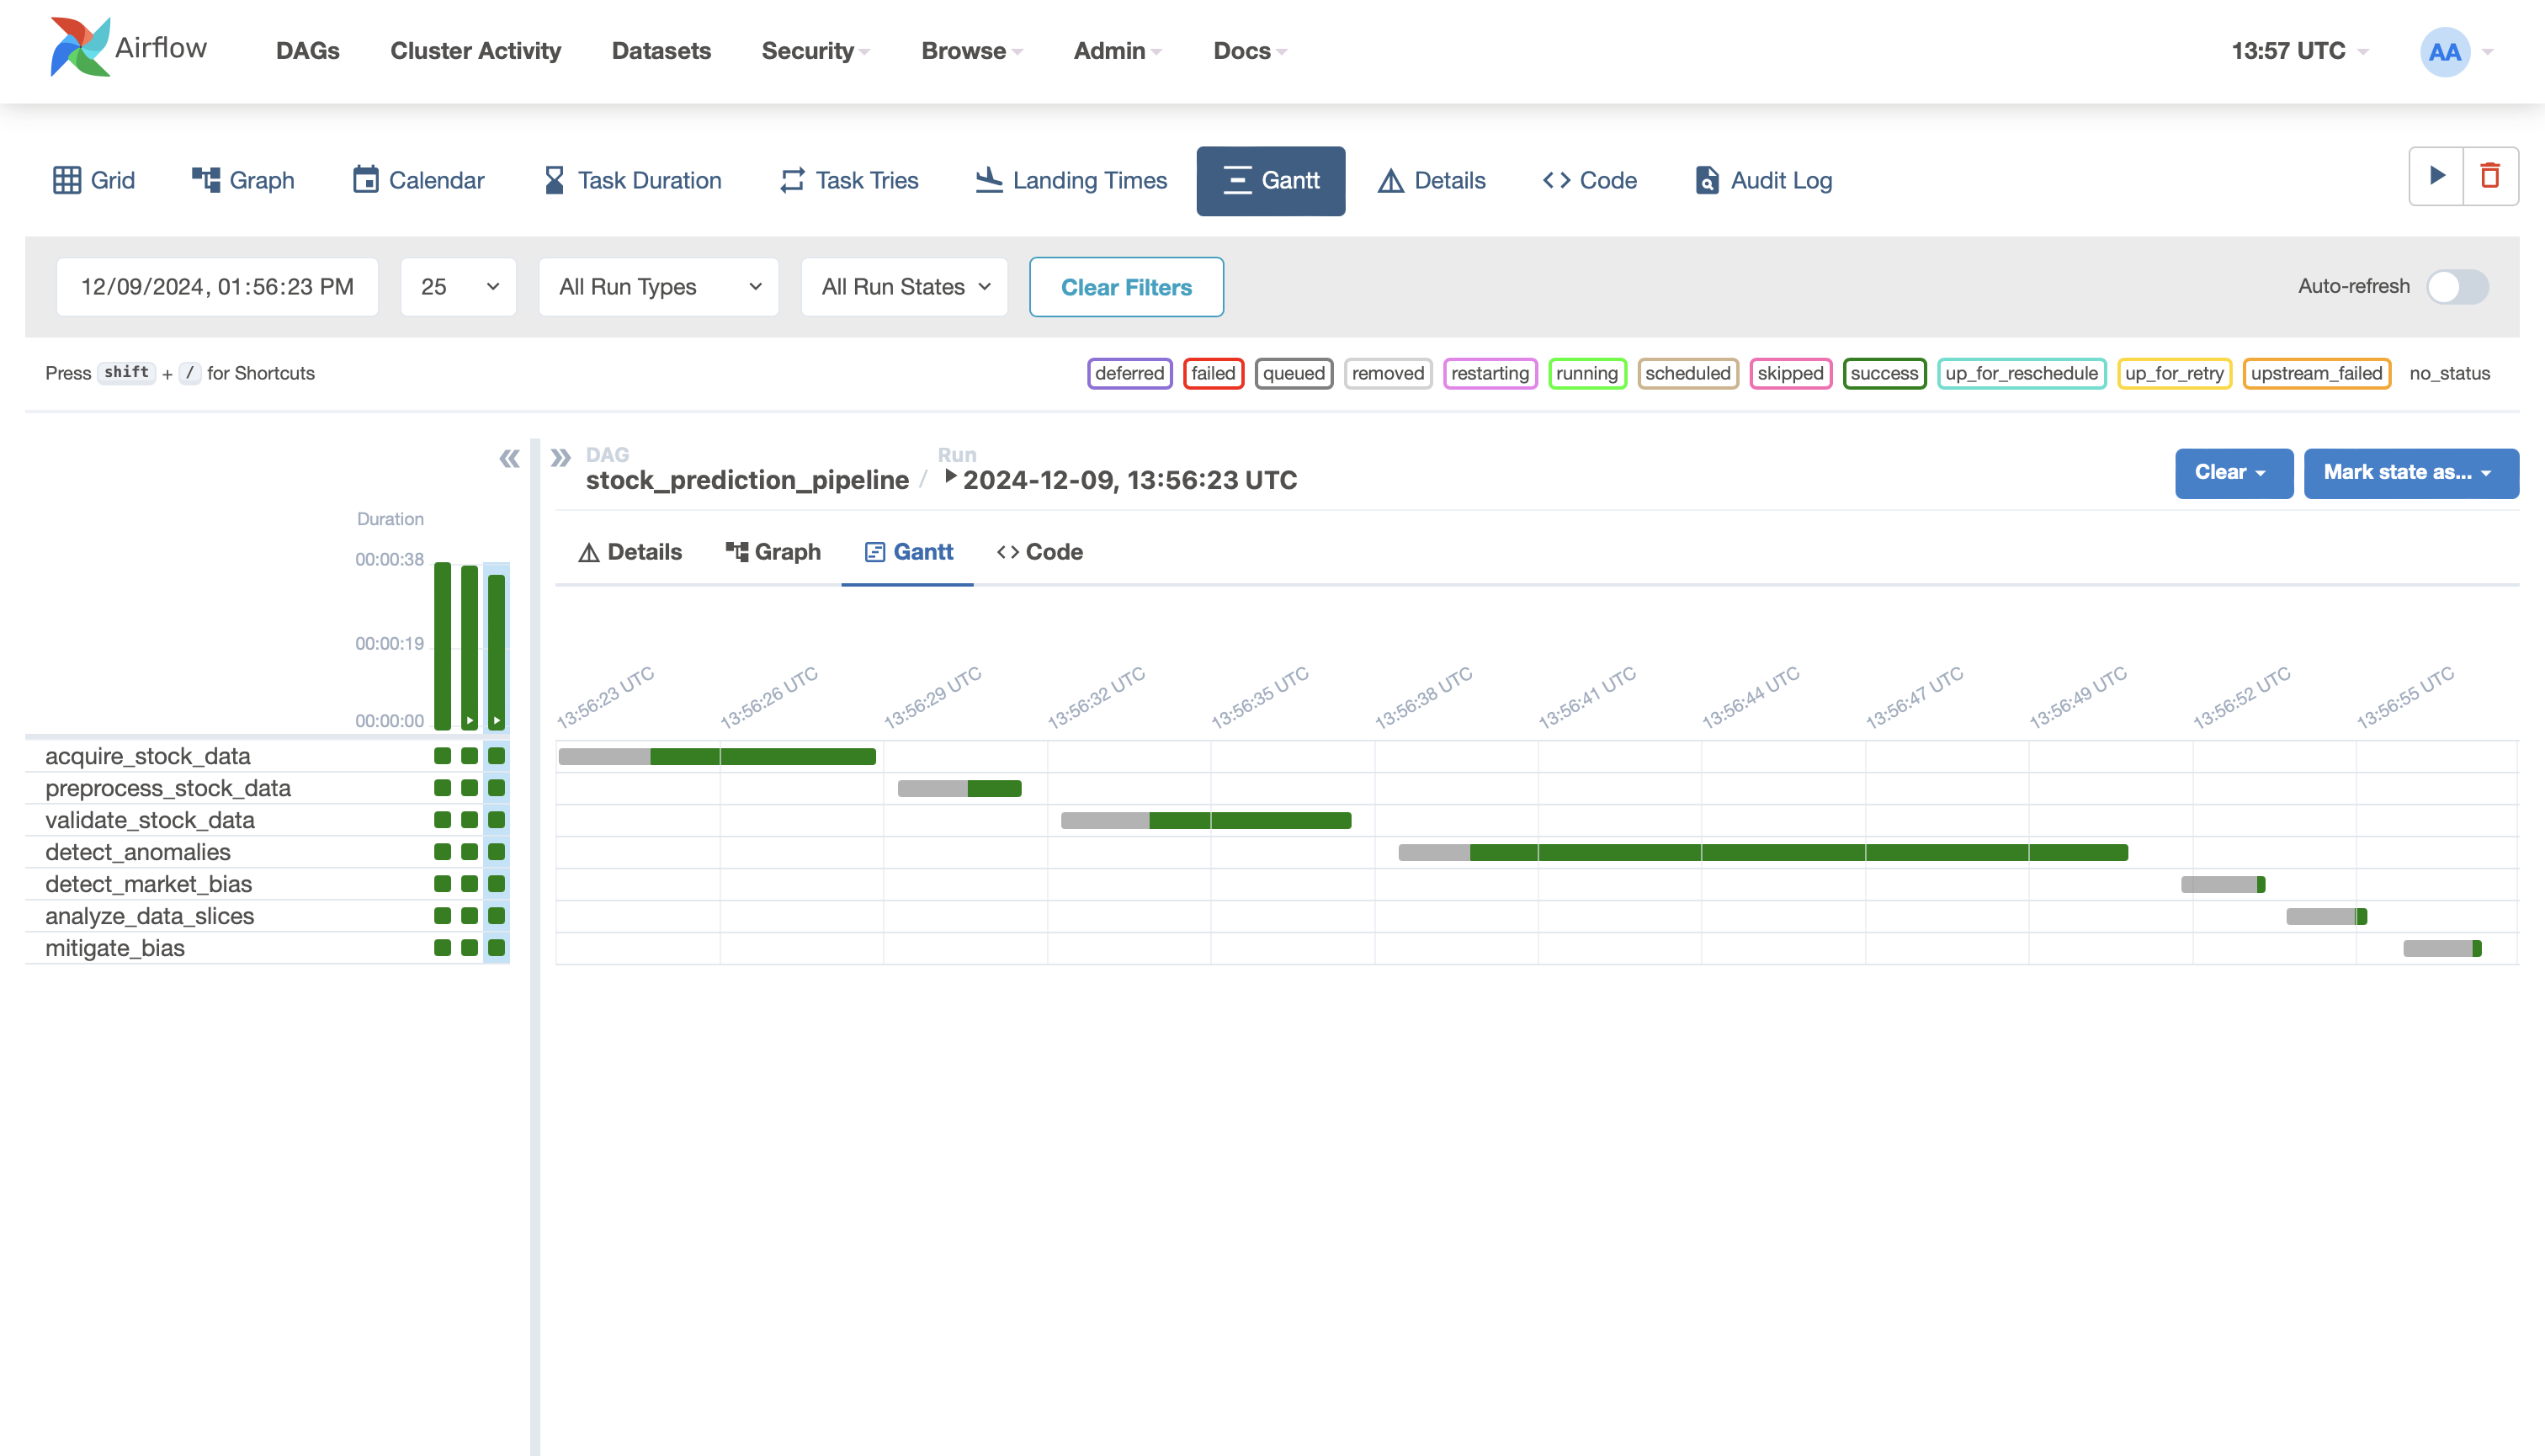 Airflow DAGs Cluster Activity Datasets Security Browse Admin Docs 13:57 UTC AA
Grid Graph Calendar Task Duration Task Tries Landing Times Gantt Details Code Audit Log
12/09/2024, 01:56:23 PM 25 All Run Types All Run States Clear Filters Auto-refresh
Press shift + / for Shortcuts deferred failed queued removed restarting running scheduled skipped success up_for_reschedule up_for_retry upstream_failed no_status
DAG Run
stock_prediction_pipeline / 2024-12-09, 13:56:23 UTC Clear Mark state as...
Duration
Details Graph Gantt Code
00:00:38
00:00:19
00:00:00
13:56:23 UTC 13:56:26 UTC 13:56:29 UTC 13:56:32 UTC 13:56:35 UTC 13:56:38 UTC 13:56:41 UTC 13:56:44 UTC 13:56:47 UTC 13:56:49 UTC 13:56:52 UTC 13:56:55 UTC
acquire_stock_data
preprocess_stock_data
validate_stock_data
detect_anomalies
detect_market_bias
analyze_data_slices
mitigate_bias